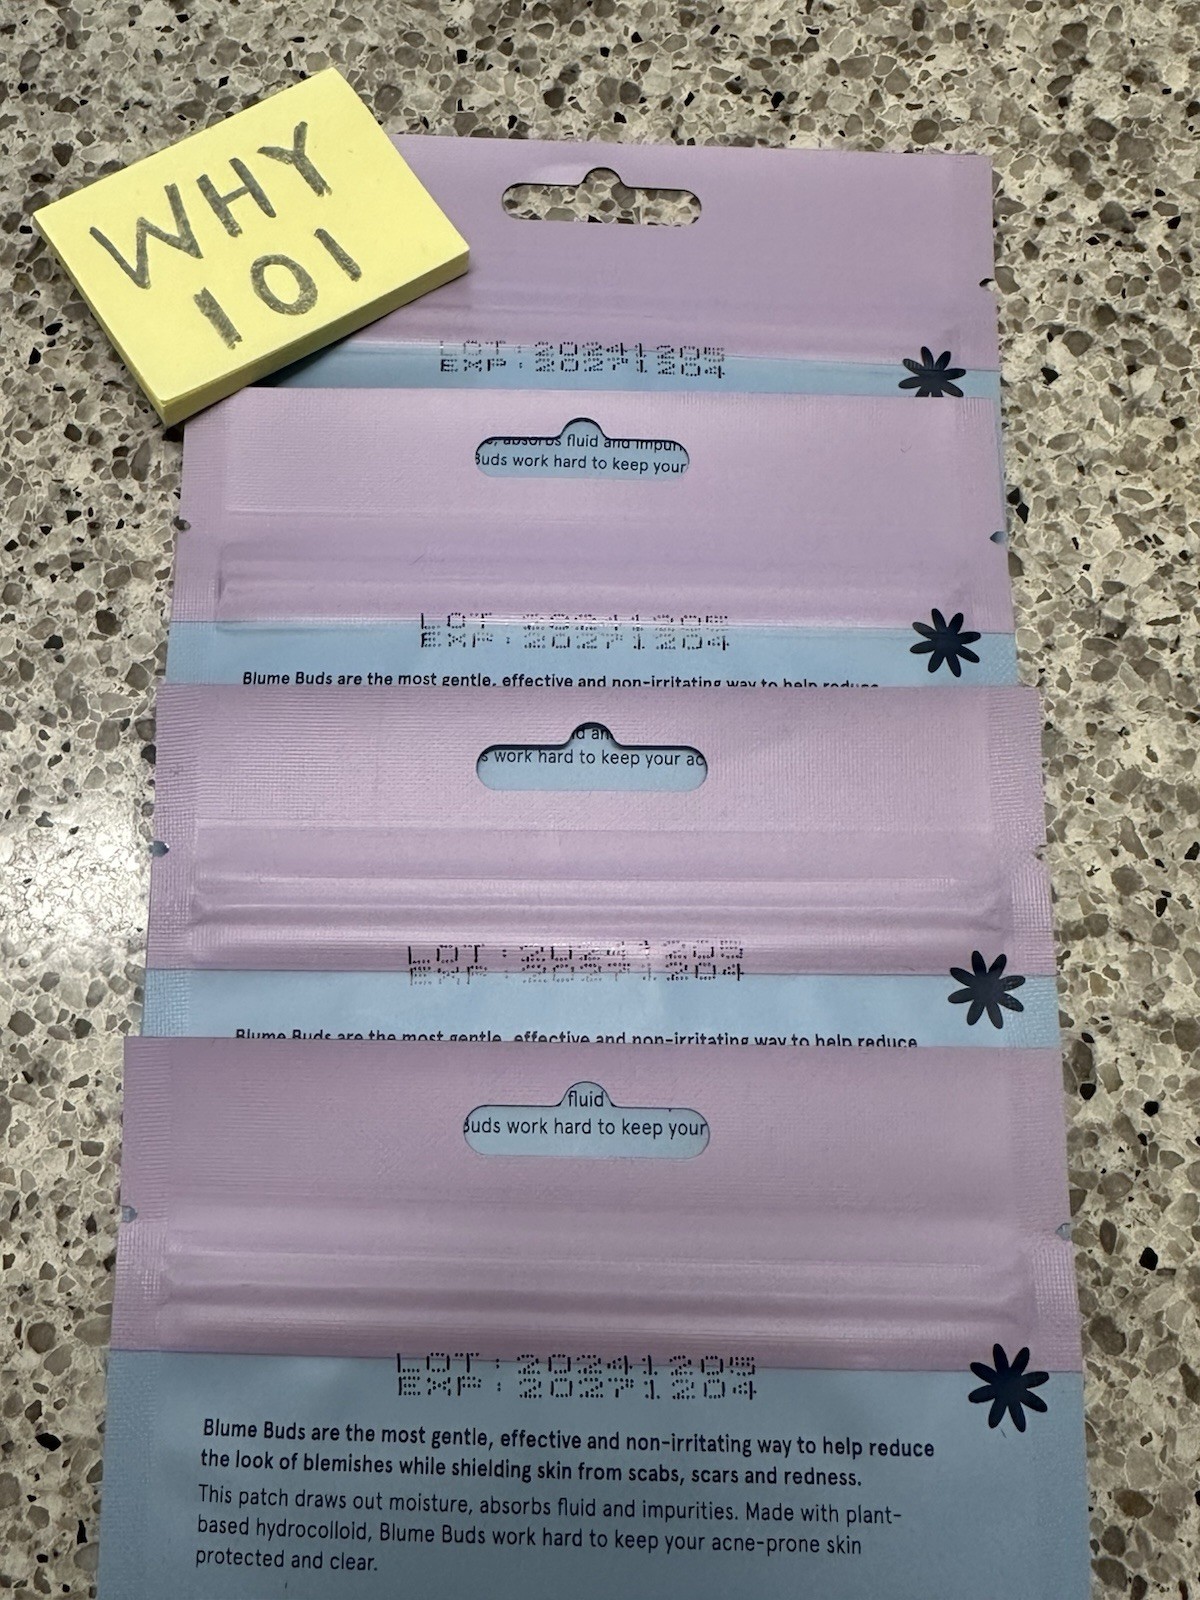 WHY
101
LOT: 20241205
EXP: 20271204
absorbs fluid and impuri
Buds work hard to keep your
LOT: 20241205
EXP: 20271204
Blume Buds are the most gentle, effective and non-irritating way to help reduce
d an
s work hard to keep your ac
LOT: 20241205
EXP: 20271204
Blume Buds are the most gentle, effective and non-irritating way to help reduce
fluid
Buds work hard to keep your
LOT: 20241205
EXP: 20271204
Blume Buds are the most gentle, effective and non-irritating way to help reduce
the look of blemishes while shielding skin from scabs, scars and redness.
This patch draws out moisture, absorbs fluid and impurities. Made with plant-
based hydrocolloid, Blume Buds work hard to keep your acne-prone skin
protected and clear.